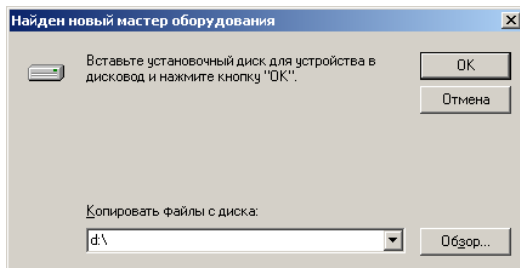 Найден новый мастер оборудования
Вставьте установочный диск для устройства в
дисковод и нажмите кнопку "ОК".
ОК
Отмена
Копировать файлы с диска:
d:\
Обзор...